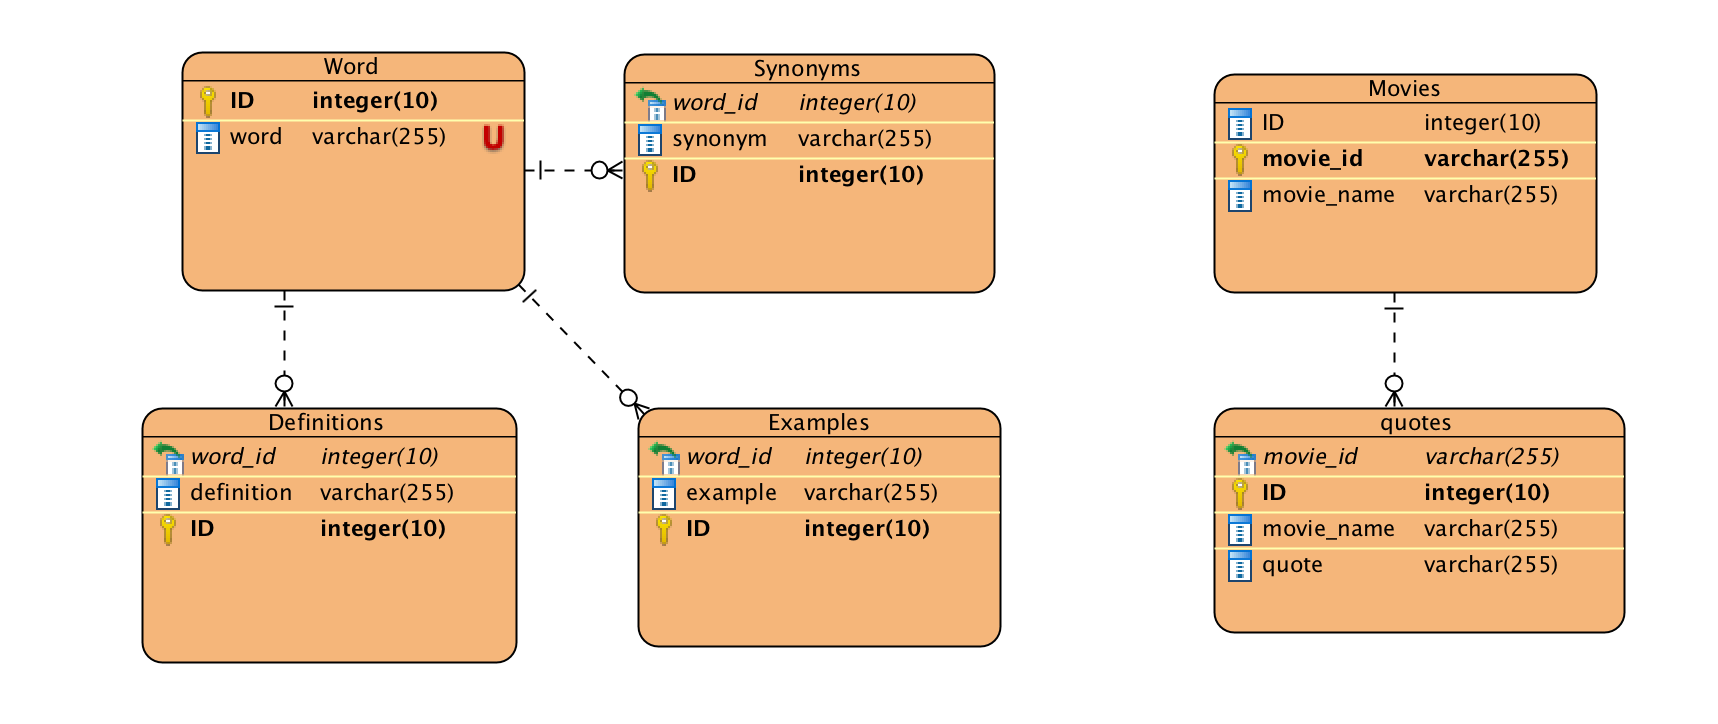 Word
ID integer(10)
word varchar(255) U
Synonyms
word_id integer(10)
synonym varchar(255)
ID integer(10)
Movies
ID integer(10)
movie_id varchar(255)
movie_name varchar(255)
Definitions
word_id integer(10)
definition varchar(255)
ID integer(10)
Examples
word_id integer(10)
example varchar(255)
ID integer(10)
quotes
movie_id varchar(255)
ID integer(10)
movie_name varchar(255)
quote varchar(255)